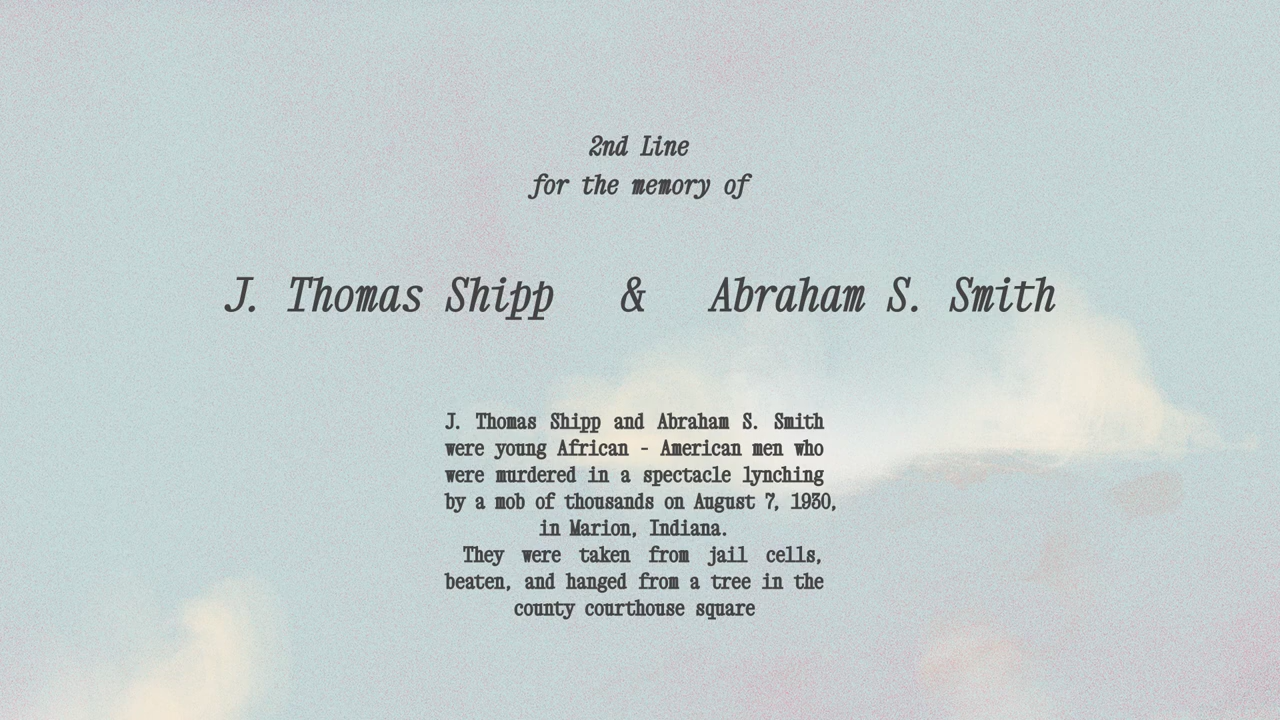 2nd Line
for the memory of
J. Thomas Shipp & Abraham S. Smith
J. Thomas Shipp and Abraham S. Smith
were young African - American men who
were murdered in a spectacle lynching
by a mob of thousands on August 7, 1930,
in Marion, Indiana.
They were taken from jail cells,
beaten, and hanged from a tree in the
county courthouse square